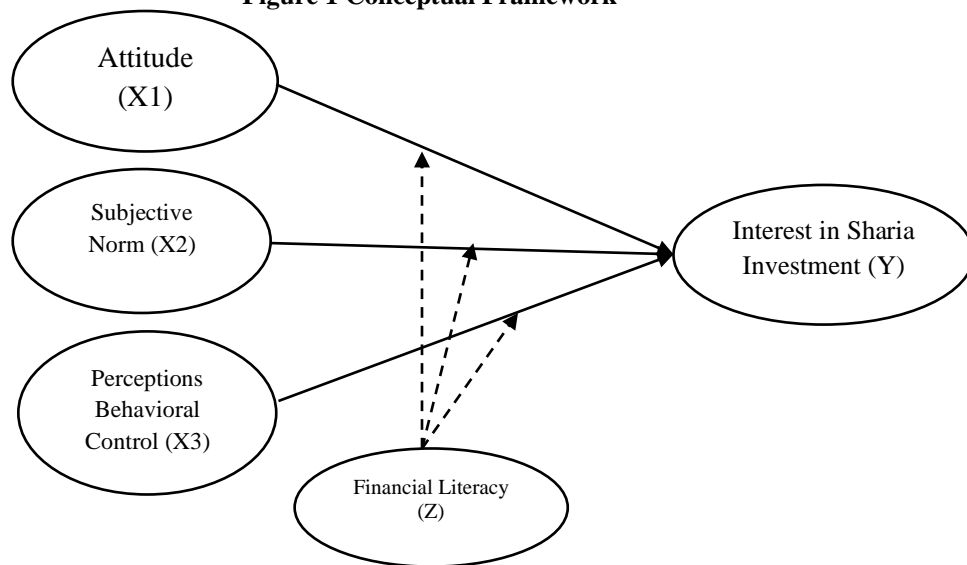 Figure 1 Conceptual Framework
Attitude
(X1)
Subjective
Norm (X2)
Interest in Sharia
Investment (Y)
Perceptions
Behavioral
Control (X3)
Financial Literacy
(Z)